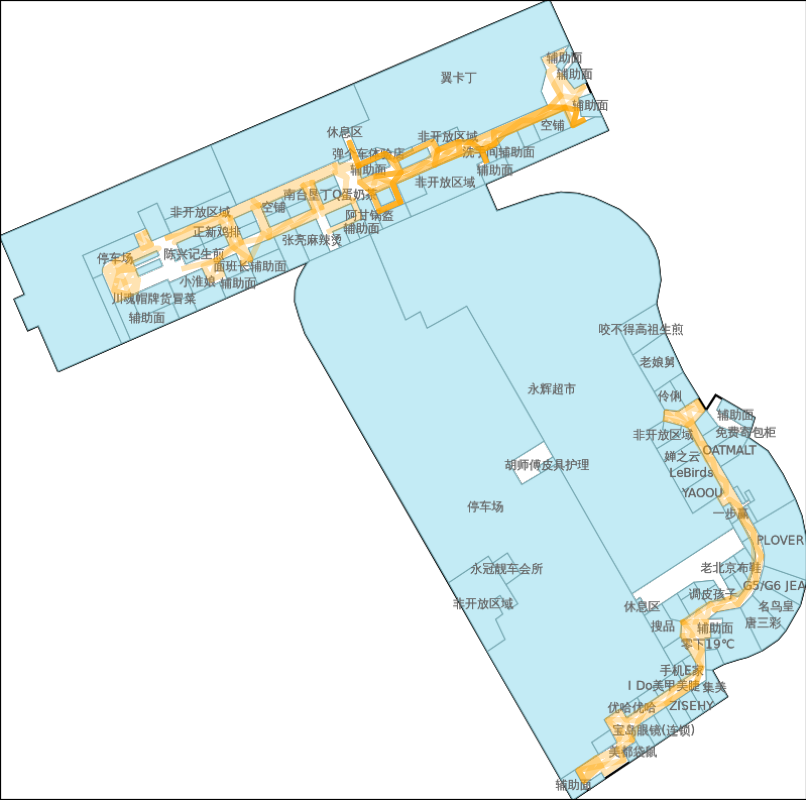 辅助面
翼卡丁
辅助面
辅助面
空铺
休息区
非开放区域
弹个车体验店
洗手间
辅助面
辅助面
辅助面
非开放区域
南台垦丁Q蛋奶茶
空铺
非开放区域
阿甘锅盔
辅助面
正新鸡排
张亮麻辣烫
陈兴记生煎
停车场
面班长
辅助面
小淮娘
辅助面
川魂帽牌货冒菜
辅助面
咬不得高祖生煎
老娘舅
永辉超市
伶俐
辅助面
非开放区域
免费寄包柜
OATMALT
婵之云
胡师傅皮具护理
LeBirds
YAOOU
停车场
一步赢
PLOVER
永冠靓车会所
老北京布鞋
G5/G6 JEA
调皮孩子
非开放区域
休息区
名鸟皇
唐三彩
搜品
辅助面
零下19℃
手机E家
I Do美甲美睫
集美
优哈优哈
ZISEHY
宝岛眼镜(连锁)
美都袋鼠
辅助面